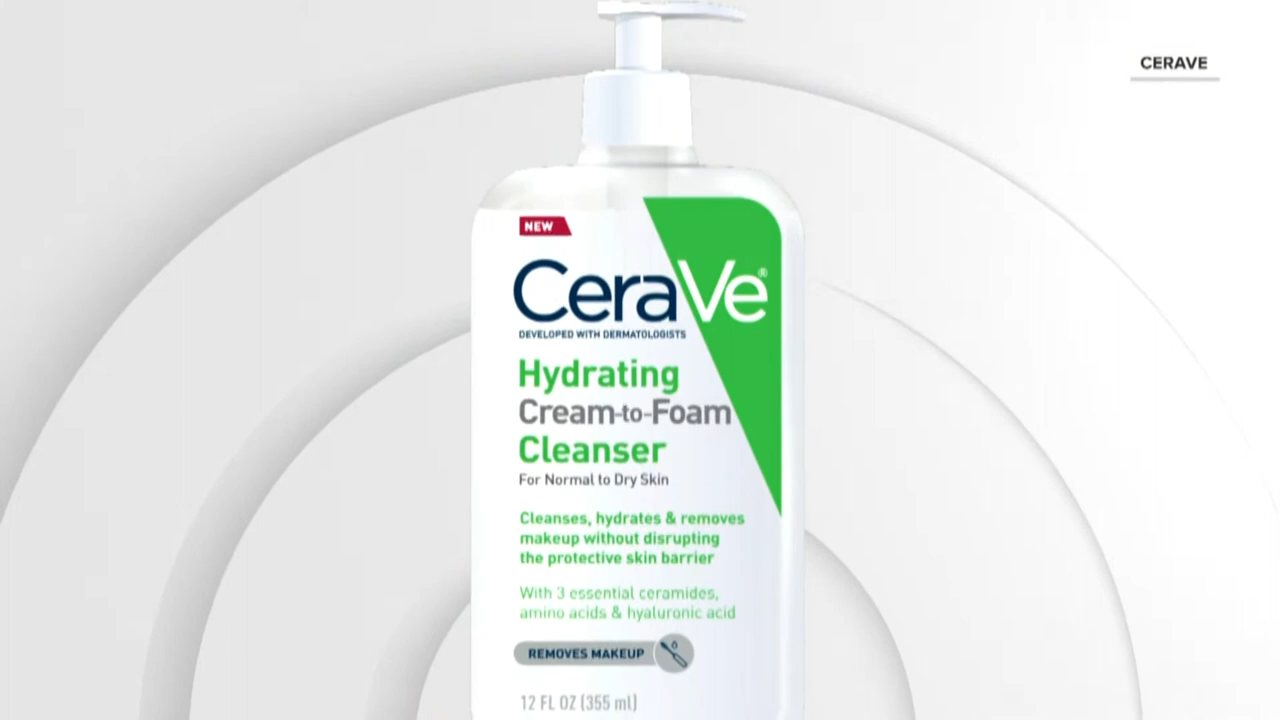 CERAVE
NEW
CeraVe®
DEVELOPED WITH DERMATOLOGISTS
Hydrating
Cream-to-Foam
Cleanser
For Normal to Dry Skin
Cleanses, hydrates & removes
makeup without disrupting
the protective skin barrier
With 3 essential ceramides,
amino acids & hyaluronic acid
REMOVES MAKEUP
12 FL OZ (355 ml)